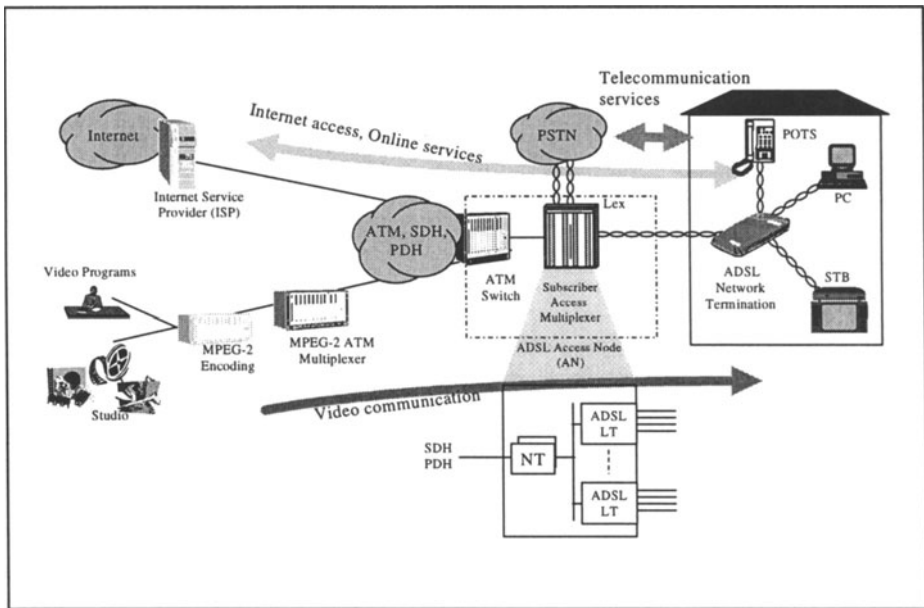 Telecommunication
services
Internet access, Online services
Internet
PSTN
POTS
PC
Internet Service
Provider (ISP)
Lex
ATM, SDH,
PDH
ATM
Switch
Subscriber
Access
Multiplexer
ADSL
Network
Termination
STB
Video Programs
MPEG-2
Encoding
MPEG-2 ATM
Multiplexer
ADSL Access Node
(AN)
Studio
Video communication
SDH
PDH
NT
ADSL
LT
ADSL
LT